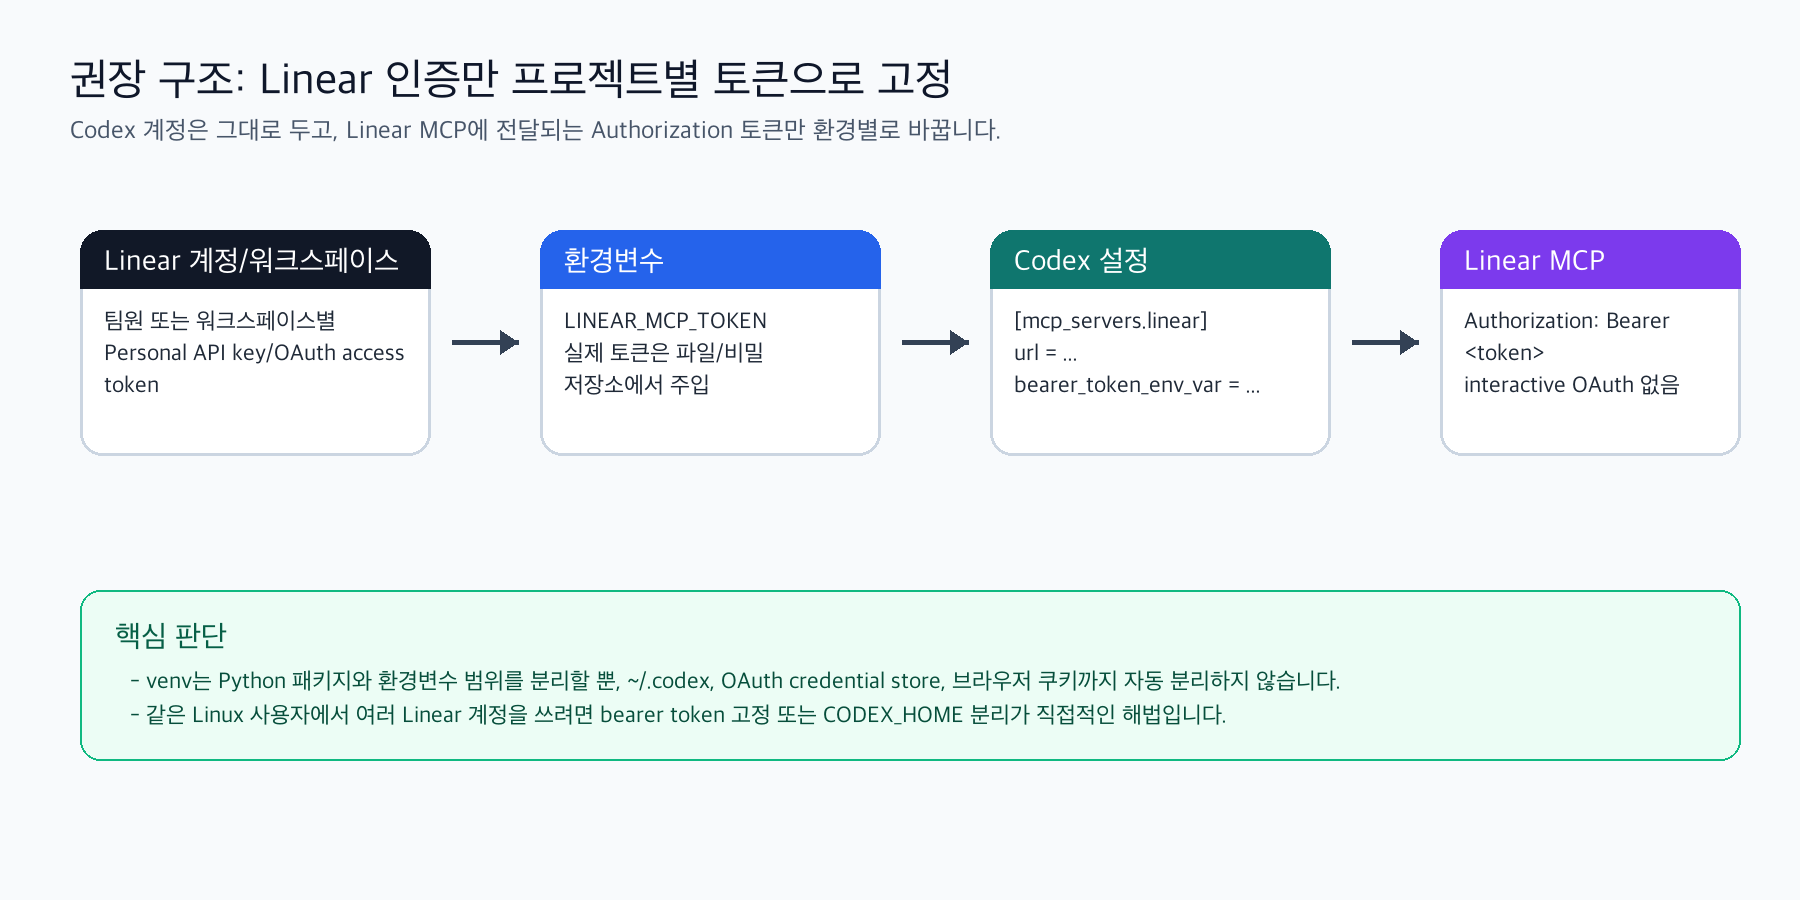 권장 구조: Linear 인증만 프로젝트별 토큰으로 고정
Codex 계정은 그대로 두고, Linear MCP에 전달되는 Authorization 토큰만 환경별로 바꿉니다.
Linear 계정/워크스페이스
팀원 또는 워크스페이스별
Personal API key/OAuth access
token
환경변수
LINEAR_MCP_TOKEN
실제 토큰은 파일/비밀
저장소에서 주입
Codex 설정
[mcp_servers.linear]
url = ...
bearer_token_env_var = ...
Linear MCP
Authorization: Bearer
<token>
interactive OAuth 없음
핵심 판단
- venv는 Python 패키지와 환경변수 범위를 분리할 뿐, ~/.codex, OAuth credential store, 브라우저 쿠키까지 자동 분리하지 않습니다.
- 같은 Linux 사용자에서 여러 Linear 계정을 쓰려면 bearer token 고정 또는 CODEX_HOME 분리가 직접적인 해법입니다.